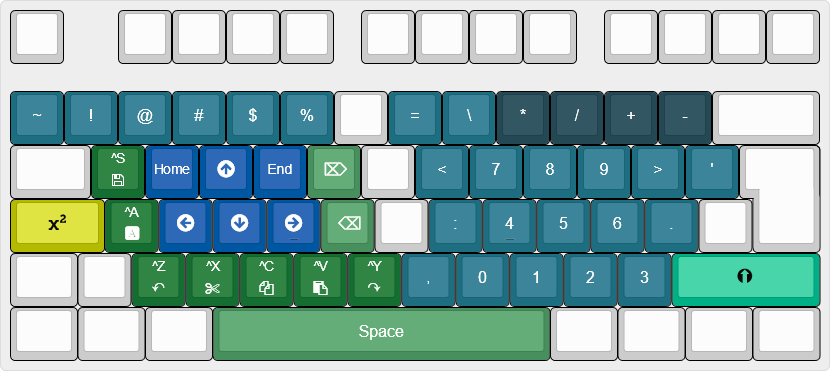 ~ ! @ # $ % = \ * / + -
^S Home End < 7 8 9 > '
x² ^A A : 4 5 6 .
^Z ^X ^C ^V ^Y , 0 1 2 3
Space